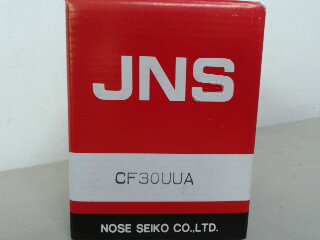 JNS
CF30UUA
NOSE SEIKO CO.,LTD.